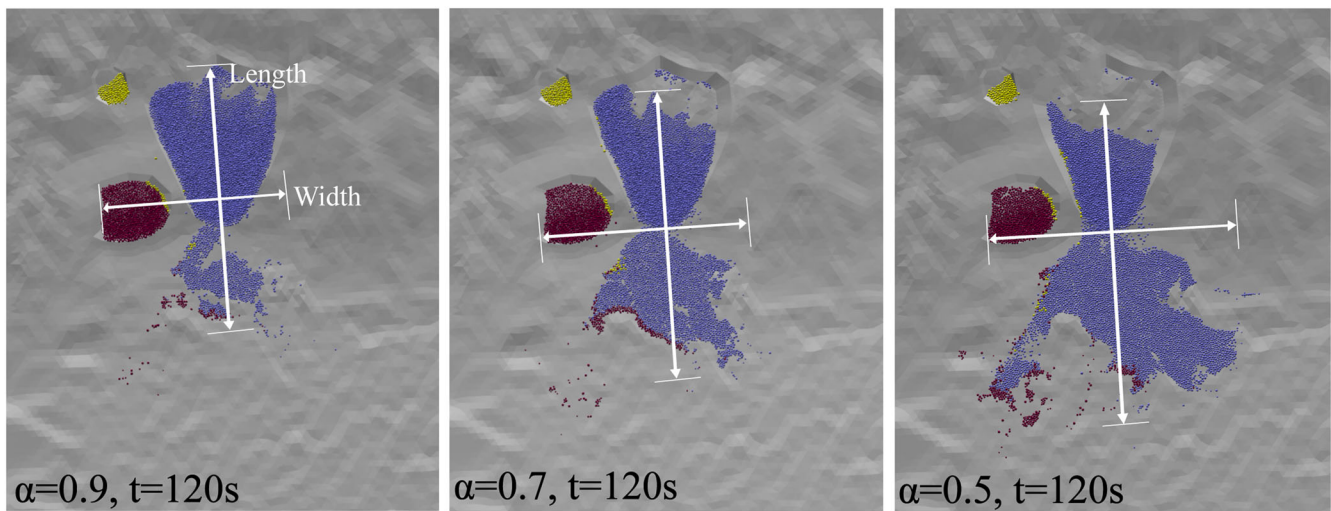 Length
Width
α=0.9, t=120s
α=0.7, t=120s
α=0.5, t=120s